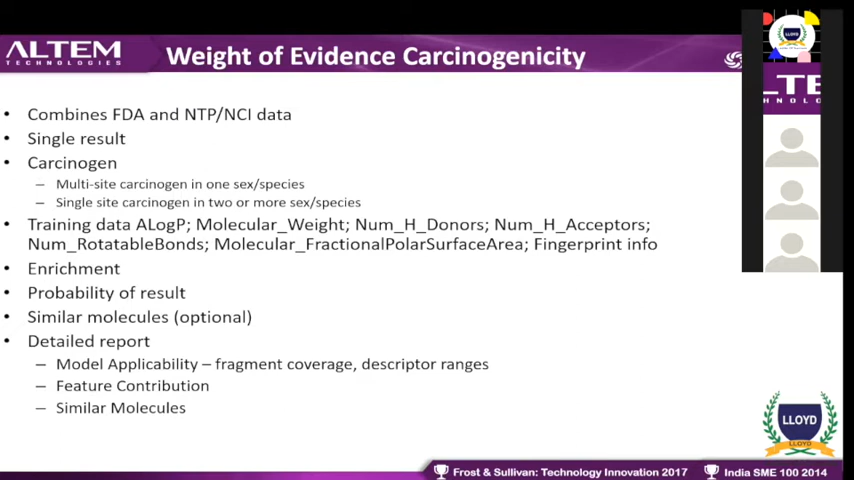 ALTEM
TECHNOLOGIES
Weight of Evidence Carcinogenicity
• Combines FDA and NTP/NCI data
• Single result
• Carcinogen
– Multi-site carcinogen in one sex/species
– Single site carcinogen in two or more sex/species
• Training data ALogP; Molecular_Weight; Num_H_Donors; Num_H_Acceptors;
Num_RotatableBonds; Molecular_FractionalPolarSurfaceArea; Fingerprint info
• Enrichment
• Probability of result
• Similar molecules (optional)
• Detailed report
– Model Applicability – fragment coverage, descriptor ranges
– Feature Contribution
– Similar Molecules
LLOYD
LTE
HNOLO
LLOYD
LLOYD
Frost & Sullivan: Technology Innovation 2017
India SME 100 2014